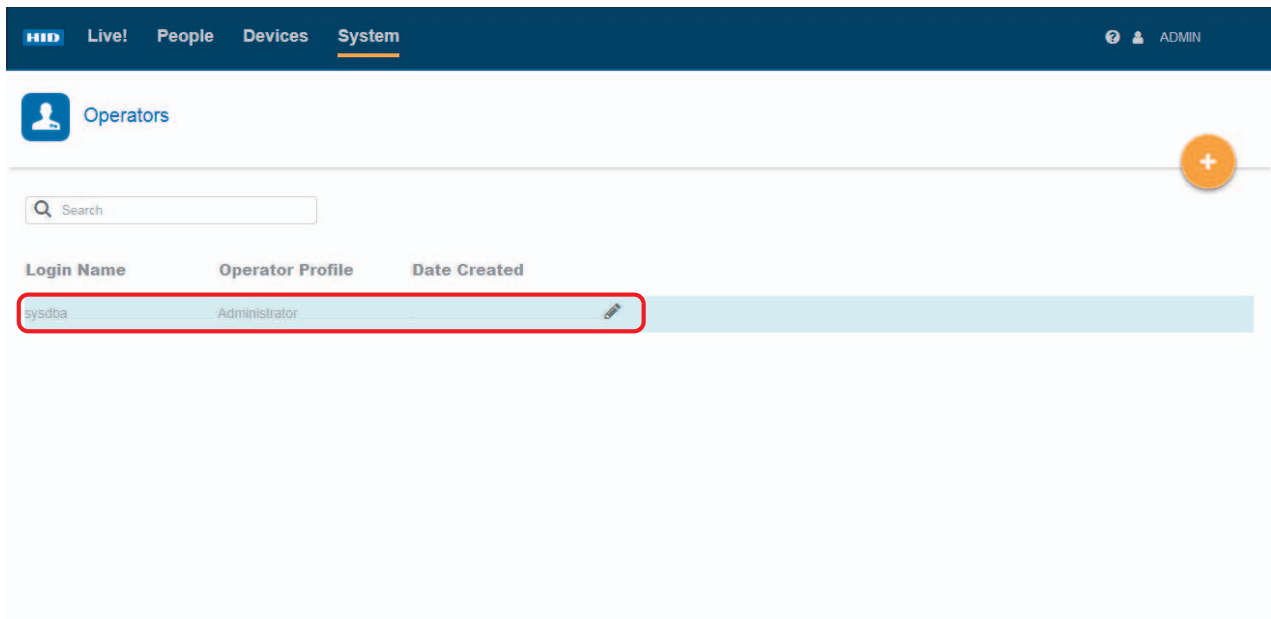 HID Live! People Devices System ADMIN
Operators
Search
Login Name Operator Profile Date Created
sysdba Administrator